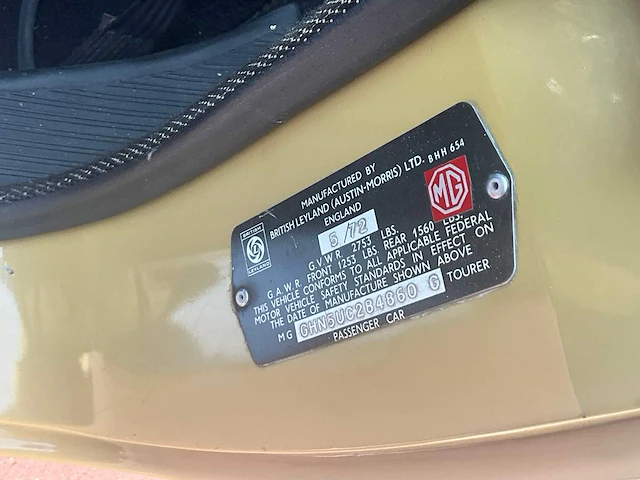 MANUFACTURED BY
BRITISH LEYLAND (AUSTIN-MORRIS) LTD. BHH 654
ENGLAND
BRITISH
LEYLAND
MG
5/72
G.V.W.R. 2753 LBS.
G.A.W.R. FRONT 1253 LBS. REAR 1560 LBS.
THIS VEHICLE CONFORMS TO ALL APPLICABLE FEDERAL
MOTOR VEHICLE SAFETY STANDARDS IN EFFECT ON
THE DATE OF MANUFACTURE SHOWN ABOVE
MG GHN5UC284860 G TOURER
PASSENGER CAR